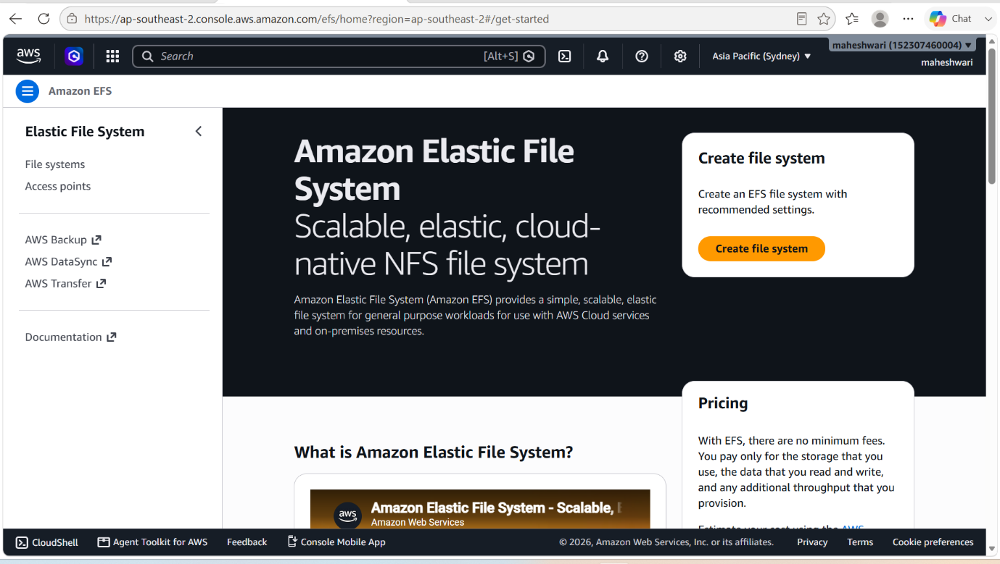 https://ap-southeast-2.console.aws.amazon.com/efs/home?region=ap-southeast-2#/get-started
Chat
aws
Search
[Alt+S]
Asia Pacific (Sydney)
maheshwari (152307460004)
maheshwari
Amazon EFS
Elastic File System
File systems
Access points
AWS Backup
AWS DataSync
AWS Transfer
Documentation
Amazon Elastic File
System
Scalable, elastic, cloud-
native NFS file system
Amazon Elastic File System (Amazon EFS) provides a simple, scalable, elastic
file system for general purpose workloads for use with AWS Cloud services
and on-premises resources.
Create file system
Create an EFS file system with
recommended settings.
Create file system
Pricing
With EFS, there are no minimum fees.
You pay only for the storage that you
use, the data that you read and write,
and any additional throughput that you
provision.
Estimate your cost using the AWS
What is Amazon Elastic File System?
aws
Amazon Elastic File System - Scalable,
Amazon Web Services
CloudShell
Agent Toolkit for AWS
Feedback
Console Mobile App
© 2026, Amazon Web Services, Inc. or its affiliates.
Privacy
Terms
Cookie preferences